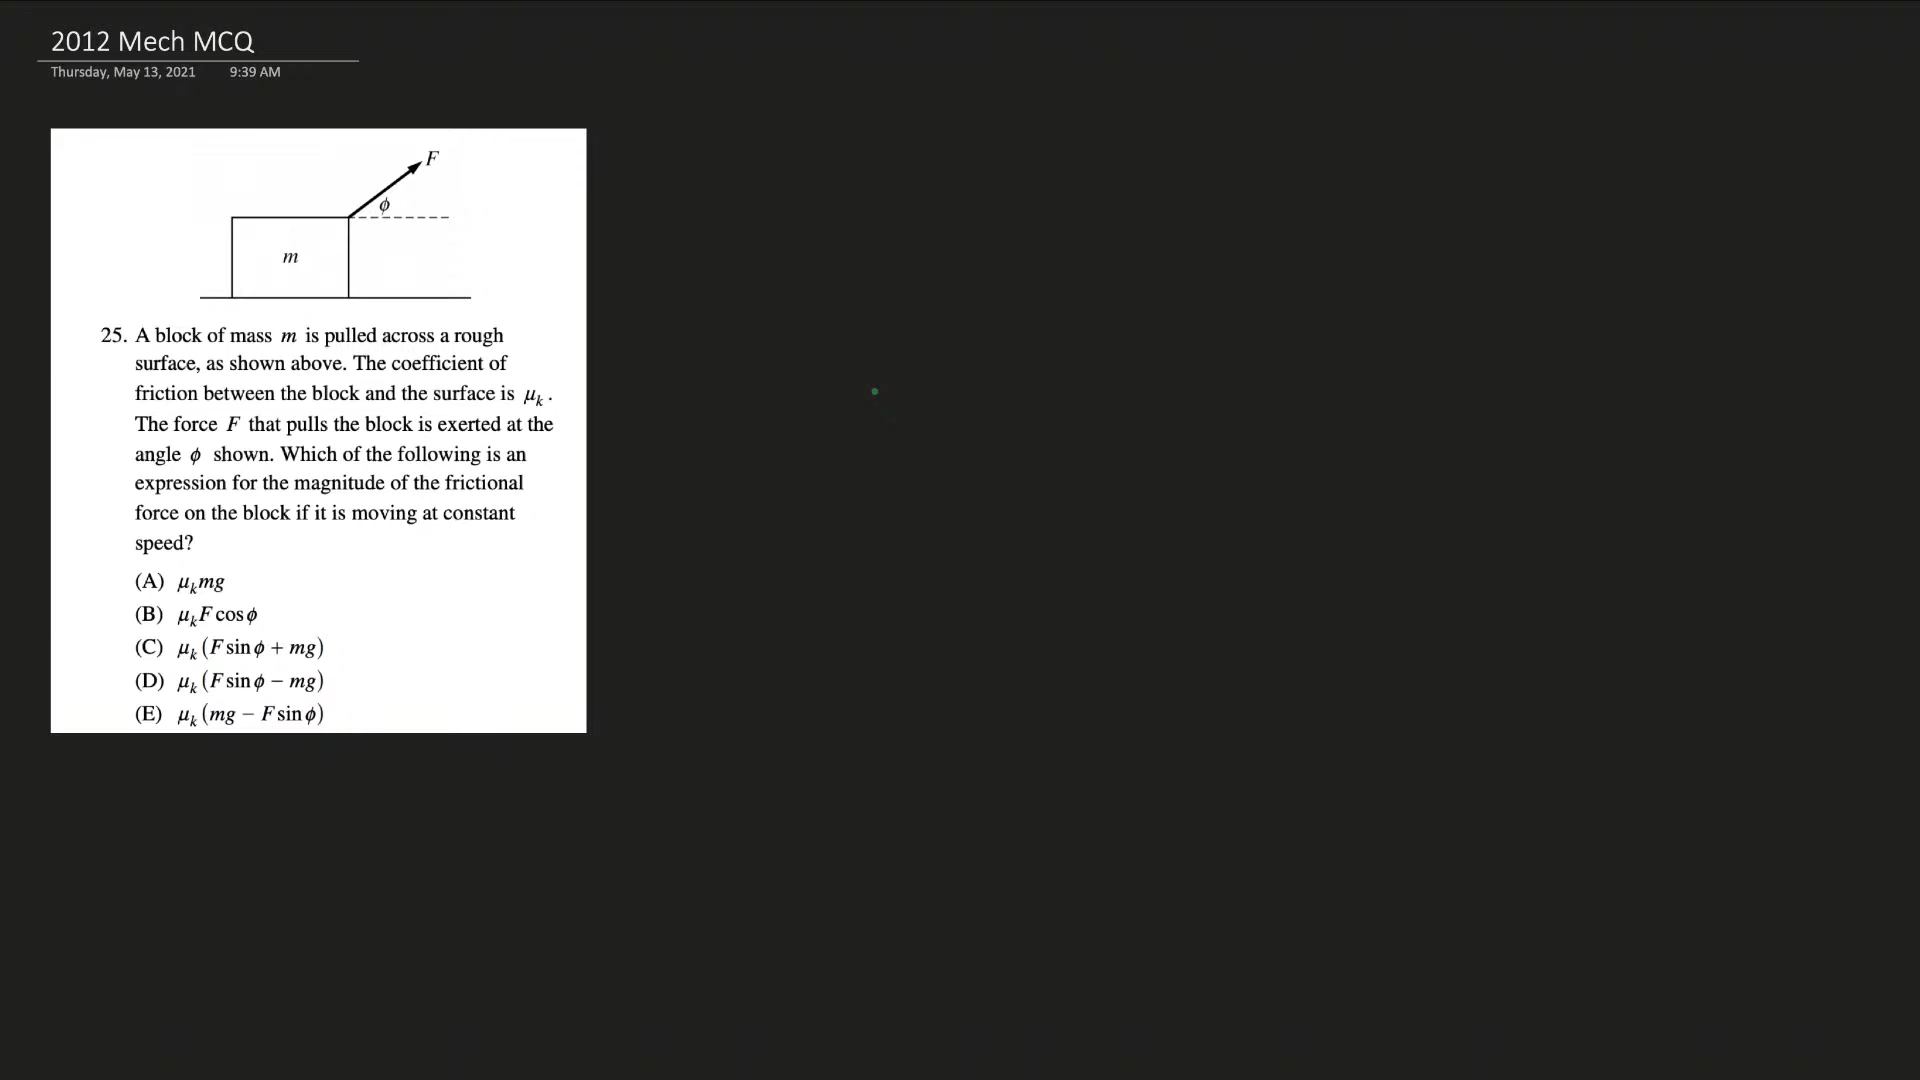 2012 Mech MCQ
Thursday, May 13, 2021 9:39 AM
F
ϕ
m
25. A block of mass m is pulled across a rough
surface, as shown above. The coefficient of
friction between the block and the surface is μₖ.
The force F that pulls the block is exerted at the
angle ϕ shown. Which of the following is an
expression for the magnitude of the frictional
force on the block if it is moving at constant
speed?
(A) μₖmg
(B) μₖF cos ϕ
(C) μₖ(F sin ϕ + mg)
(D) μₖ(F sin ϕ − mg)
(E) μₖ(mg − F sin ϕ)